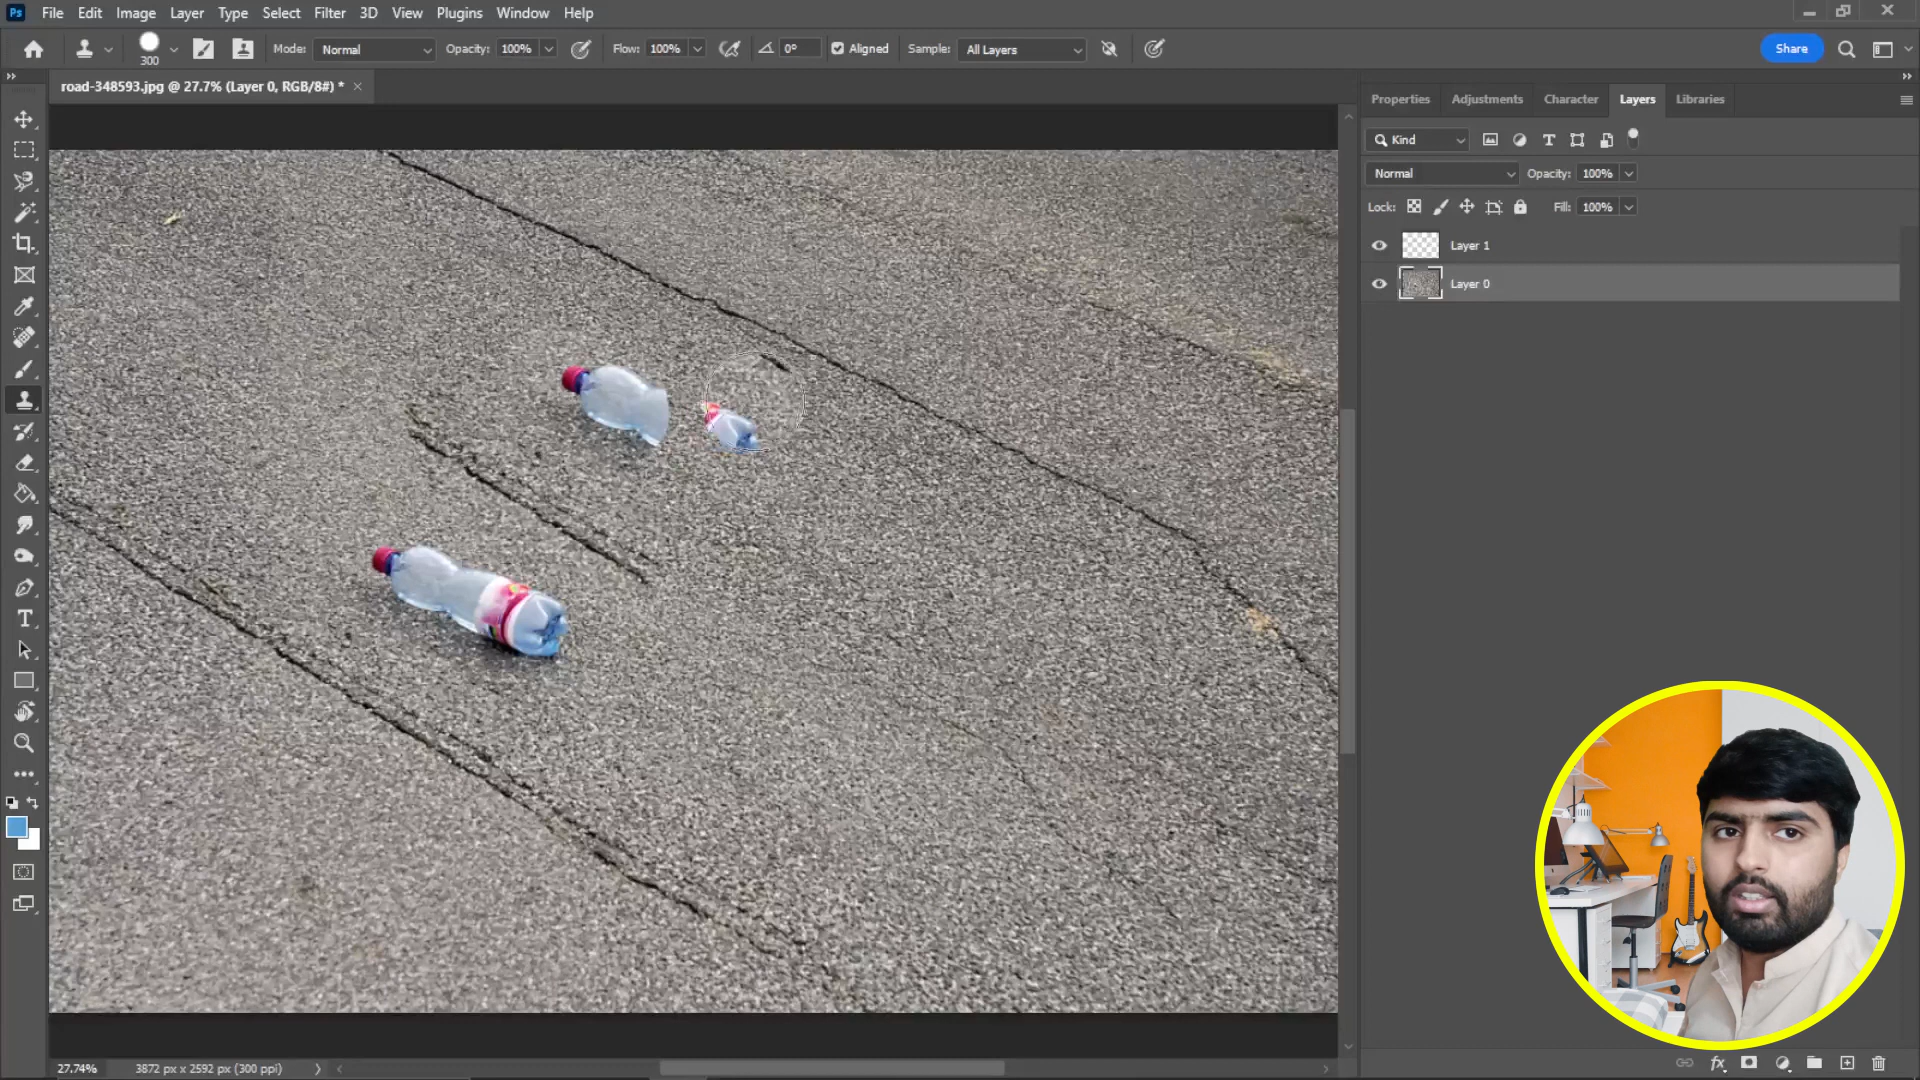 Ps File Edit Image Layer Type Select Filter 3D View Plugins Window Help
300 Mode: Normal Opacity: 100% Flow: 100% 0° Aligned Sample: All Layers Share
road-348593.jpg @ 27.7% (Layer 0, RGB/8#) *
Properties Adjustments Character Layers Libraries
Kind
Normal Opacity: 100%
Lock: Fill: 100%
Layer 1
Layer 0
27.74% 3872 px x 2592 px (300 ppi)